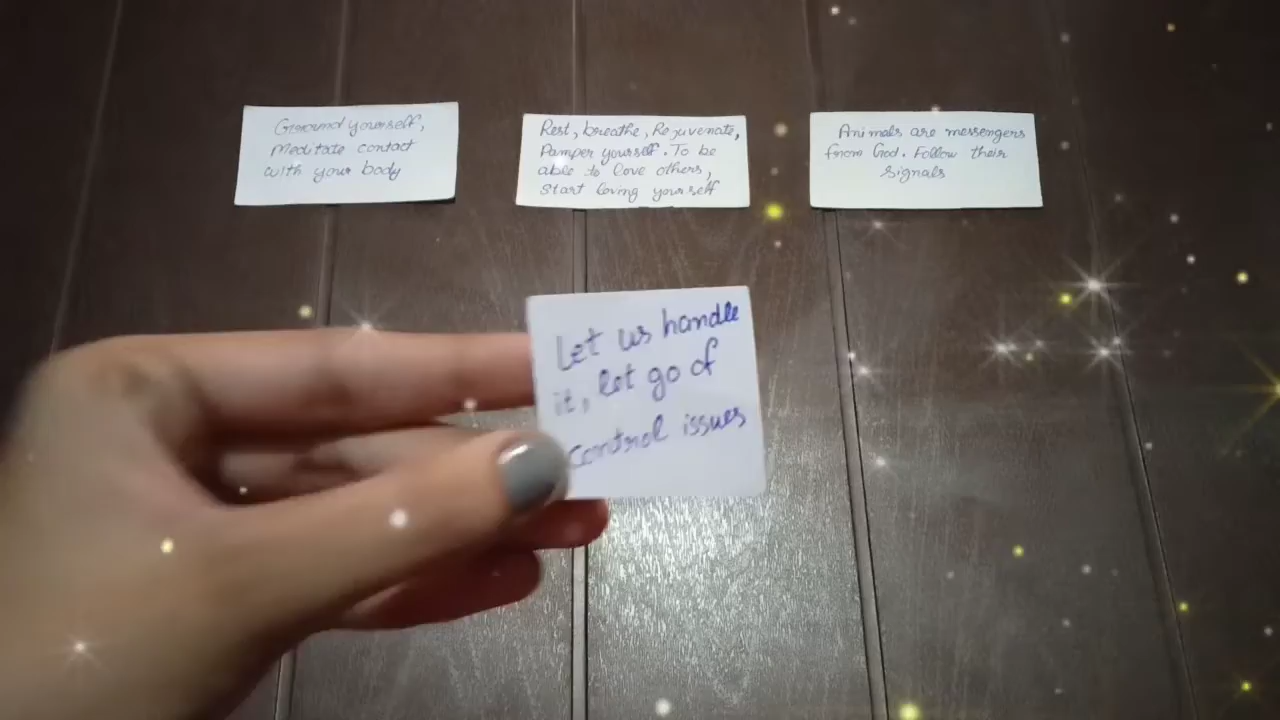 Ground yourself,
Meditate contact
with your body
Rest, breathe, Rejuvenate,
Pamper yourself. To be
able to love others,
Start loving yourself
Animals are messengers
from God. Follow their
Signals
Let us handle
it, let go of
control issues